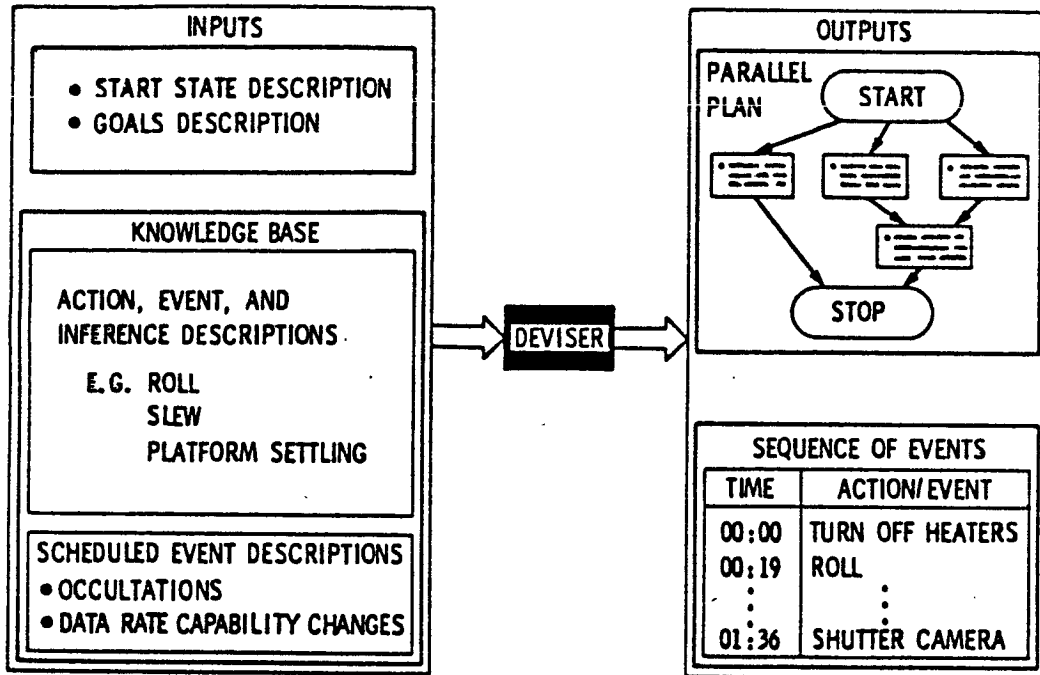 INPUTS
• START STATE DESCRIPTION
• GOALS DESCRIPTION
KNOWLEDGE BASE
ACTION, EVENT, AND
INFERENCE DESCRIPTIONS
E.G. ROLL
SLEW
PLATFORM SETTLING
SCHEDULED EVENT DESCRIPTIONS
• OCCULTATIONS
• DATA RATE CAPABILITY CHANGES
DEVISER
OUTPUTS
PARALLEL
PLAN
START
STOP
SEQUENCE OF EVENTS
TIME ACTION/EVENT
00:00 TURN OFF HEATERS
00:19 ROLL
01:36 SHUTTER CAMERA